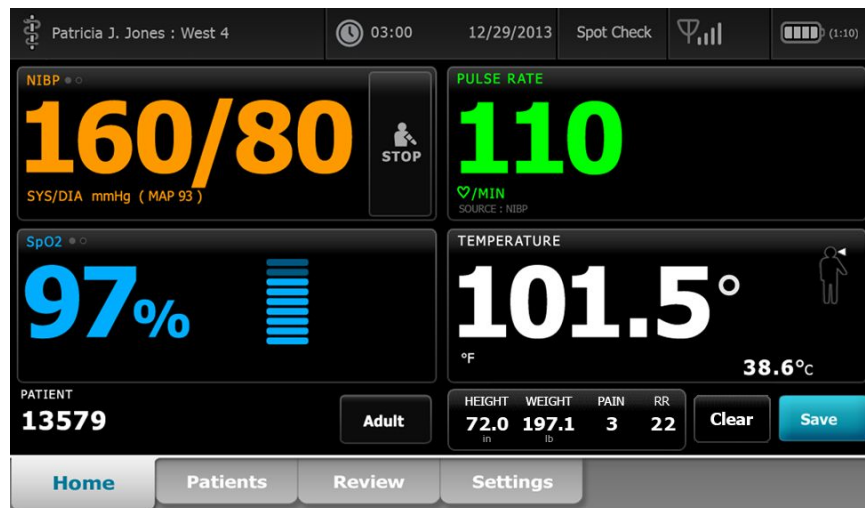 Patricia J. Jones : West 4
03:00
12/29/2013
Spot Check
(1:10)
NIBP
160/80
STOP
SYS/DIA mmHg ( MAP 93 )
PULSE RATE
110
♡/MIN
SOURCE : NIBP
SpO2
97%
TEMPERATURE
101.5°
°F
38.6°C
PATIENT
13579
Adult
HEIGHT WEIGHT PAIN RR
72.0 197.1 3 22
in lb
Clear
Save
Home
Patients
Review
Settings